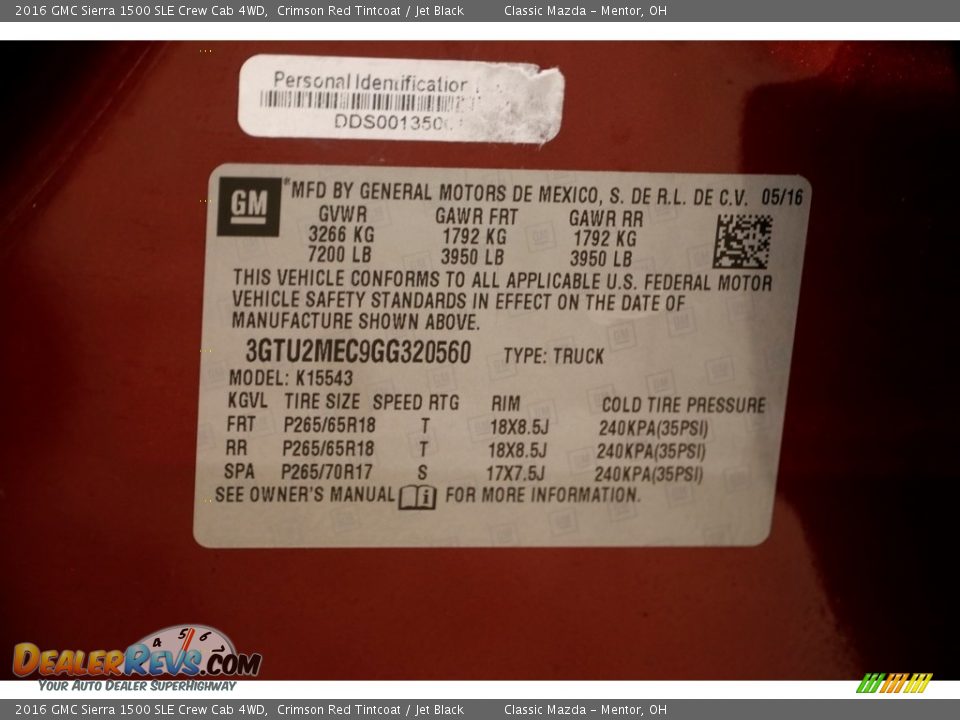 2016 GMC Sierra 1500 SLE Crew Cab 4WD, Crimson Red Tintcoat / Jet Black Classic Mazda – Mentor, OH
Personal Identification
DDS001350
GM
*MFD BY GENERAL MOTORS DE MEXICO, S. DE R.L. DE C.V. 05/16
GVWR GAWR FRT GAWR RR
3266 KG 1792 KG 1792 KG
7200 LB 3950 LB 3950 LB
THIS VEHICLE CONFORMS TO ALL APPLICABLE U.S. FEDERAL MOTOR
VEHICLE SAFETY STANDARDS IN EFFECT ON THE DATE OF
MANUFACTURE SHOWN ABOVE.
3GTU2MEC9GG320560 TYPE: TRUCK
MODEL: K15543
KGVL TIRE SIZE SPEED RTG RIM COLD TIRE PRESSURE
FRT P265/65R18 T 18X8.5J 240KPA(35PSI)
RR P265/65R18 T 18X8.5J 240KPA(35PSI)
SPA P265/70R17 S 17X7.5J 240KPA(35PSI)
SEE OWNER'S MANUAL i FOR MORE INFORMATION.
4 5 6
DEALERREVS.COM
YOUR AUTO DEALER SUPERHIGHWAY
2016 GMC Sierra 1500 SLE Crew Cab 4WD, Crimson Red Tintcoat / Jet Black Classic Mazda – Mentor, OH